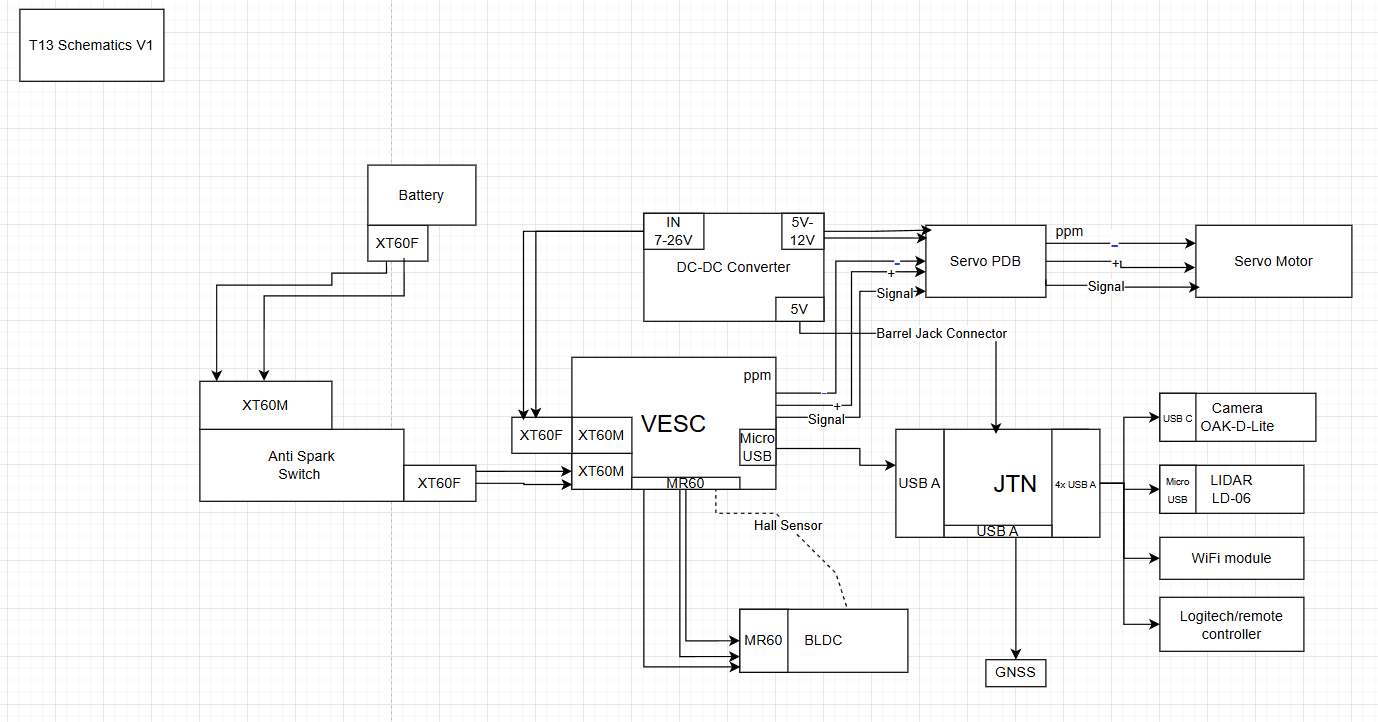 T13 Schematics V1
Battery
XT60F
IN
7-26V
5V-
12V
DC-DC Converter
5V
ppm
-
+
Signal
Servo PDB
-
+
Signal
Servo Motor
Barrel Jack Connector
XT60M
Anti Spark
Switch
XT60F
VESC
ppm
-
+
Signal
XT60F
XT60M
XT60M
Micro
USB
MR60
Hall Sensor
MR60
BLDC
USB A
JTN
4x USB A
USB A
GNSS
USB C
Camera
OAK-D-Lite
Micro
USB
LIDAR
LD-06
WiFi module
Logitech/remote
controller